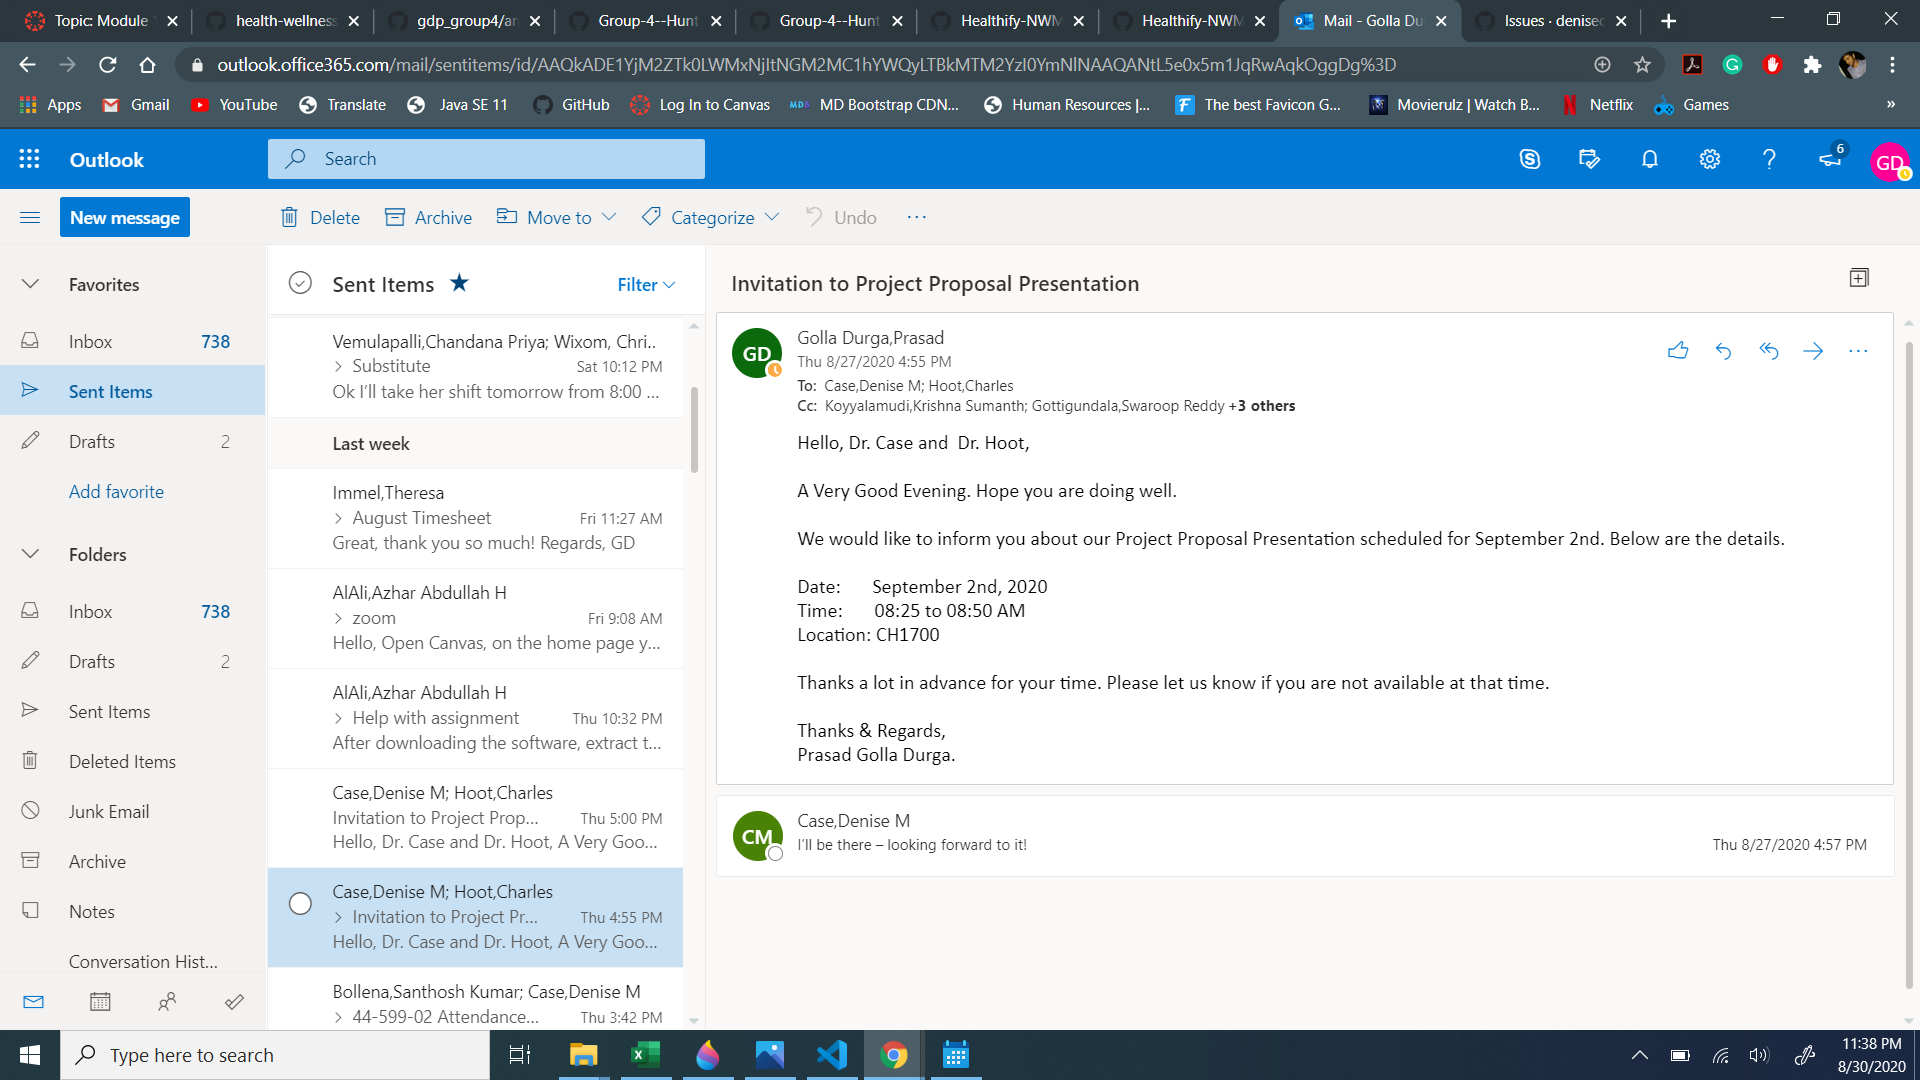 Topic: Module
health-wellness
gdp_group4/an
Group-4--Hunt
Group-4--Hunt
Healthify-NWM
Healthify-NWM
Mail - Golla Du
Issues · denisec
outlook.office365.com/mail/sentitems/id/AAQkADE1YjM2ZTk0LWMxNjItNGM2MC1hYWQyLTBkMTM2YzI0YmNlNAAQANtL5e0x5m1JqRwAqkOggDg%3D
Apps
Gmail
YouTube
Translate
Java SE 11
GitHub
Log In to Canvas
MDB
MD Bootstrap CDN...
Human Resources |...
The best Favicon G...
Movierulz | Watch B...
Netflix
Games
»
Outlook
Search
6
GD
New message
Delete
Archive
Move to
Categorize
Undo
Favorites
Inbox 738
Sent Items
Drafts 2
Add favorite
Folders
Inbox 738
Drafts 2
Sent Items
Deleted Items
Junk Email
Archive
Notes
Conversation Hist...
Sent Items
Filter
Vemulapalli,Chandana Priya; Wixom, Chri..
Substitute Sat 10:12 PM
Ok I'll take her shift tomorrow from 8:00 ...
Last week
Immel,Theresa
August Timesheet Fri 11:27 AM
Great, thank you so much! Regards, GD
AlAli,Azhar Abdullah H
zoom Fri 9:08 AM
Hello, Open Canvas, on the home page y...
AlAli,Azhar Abdullah H
Help with assignment Thu 10:32 PM
After downloading the software, extract t...
Case,Denise M; Hoot,Charles
Invitation to Project Prop... Thu 5:00 PM
Hello, Dr. Case and Dr. Hoot, A Very Goo...
Case,Denise M; Hoot,Charles
Invitation to Project Pr... Thu 4:55 PM
Hello, Dr. Case and Dr. Hoot, A Very Goo...
Bollena,Santhosh Kumar; Case,Denise M
44-599-02 Attendance... Thu 3:42 PM
Invitation to Project Proposal Presentation
GD
Golla Durga,Prasad
Thu 8/27/2020 4:55 PM
To: Case,Denise M; Hoot,Charles
Cc: Koyyalamudi,Krishna Sumanth; Gottigundala,Swaroop Reddy +3 others
Hello, Dr. Case and  Dr. Hoot,
A Very Good Evening. Hope you are doing well.
We would like to inform you about our Project Proposal Presentation scheduled for September 2nd. Below are the details.
Date: September 2nd, 2020
Time: 08:25 to 08:50 AM
Location: CH1700
Thanks a lot in advance for your time. Please let us know if you are not available at that time.
Thanks & Regards,
Prasad Golla Durga.
CM
Case,Denise M
I'll be there – looking forward to it! Thu 8/27/2020 4:57 PM
Type here to search
11:38 PM
8/30/2020